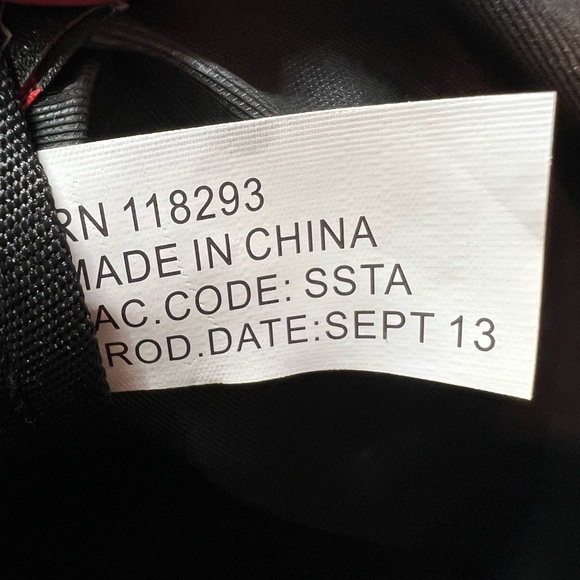 RN 118293
MADE IN CHINA
AC.CODE: SSTA
ROD.DATE:SEPT 13